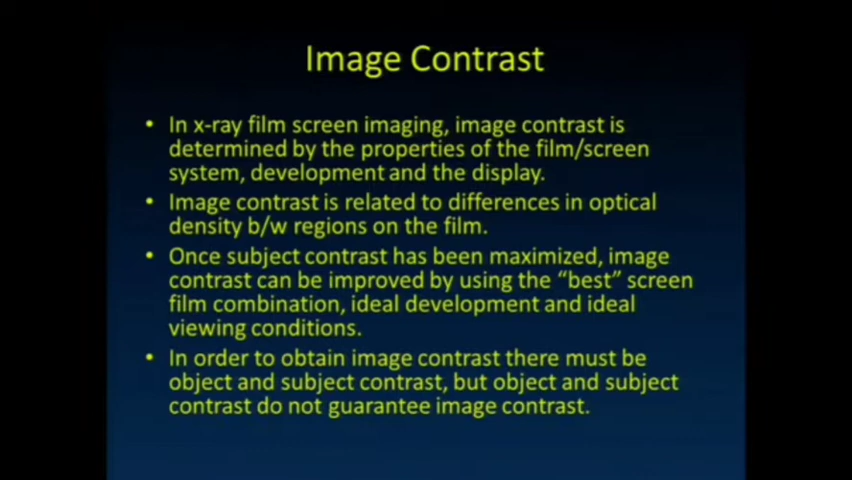 Image Contrast
• In x-ray film screen imaging, image contrast is
determined by the properties of the film/screen
system, development and the display.
• Image contrast is related to differences in optical
density b/w regions on the film.
• Once subject contrast has been maximized, image
contrast can be improved by using the “best” screen
film combination, ideal development and ideal
viewing conditions.
• In order to obtain image contrast there must be
object and subject contrast, but object and subject
contrast do not guarantee image contrast.